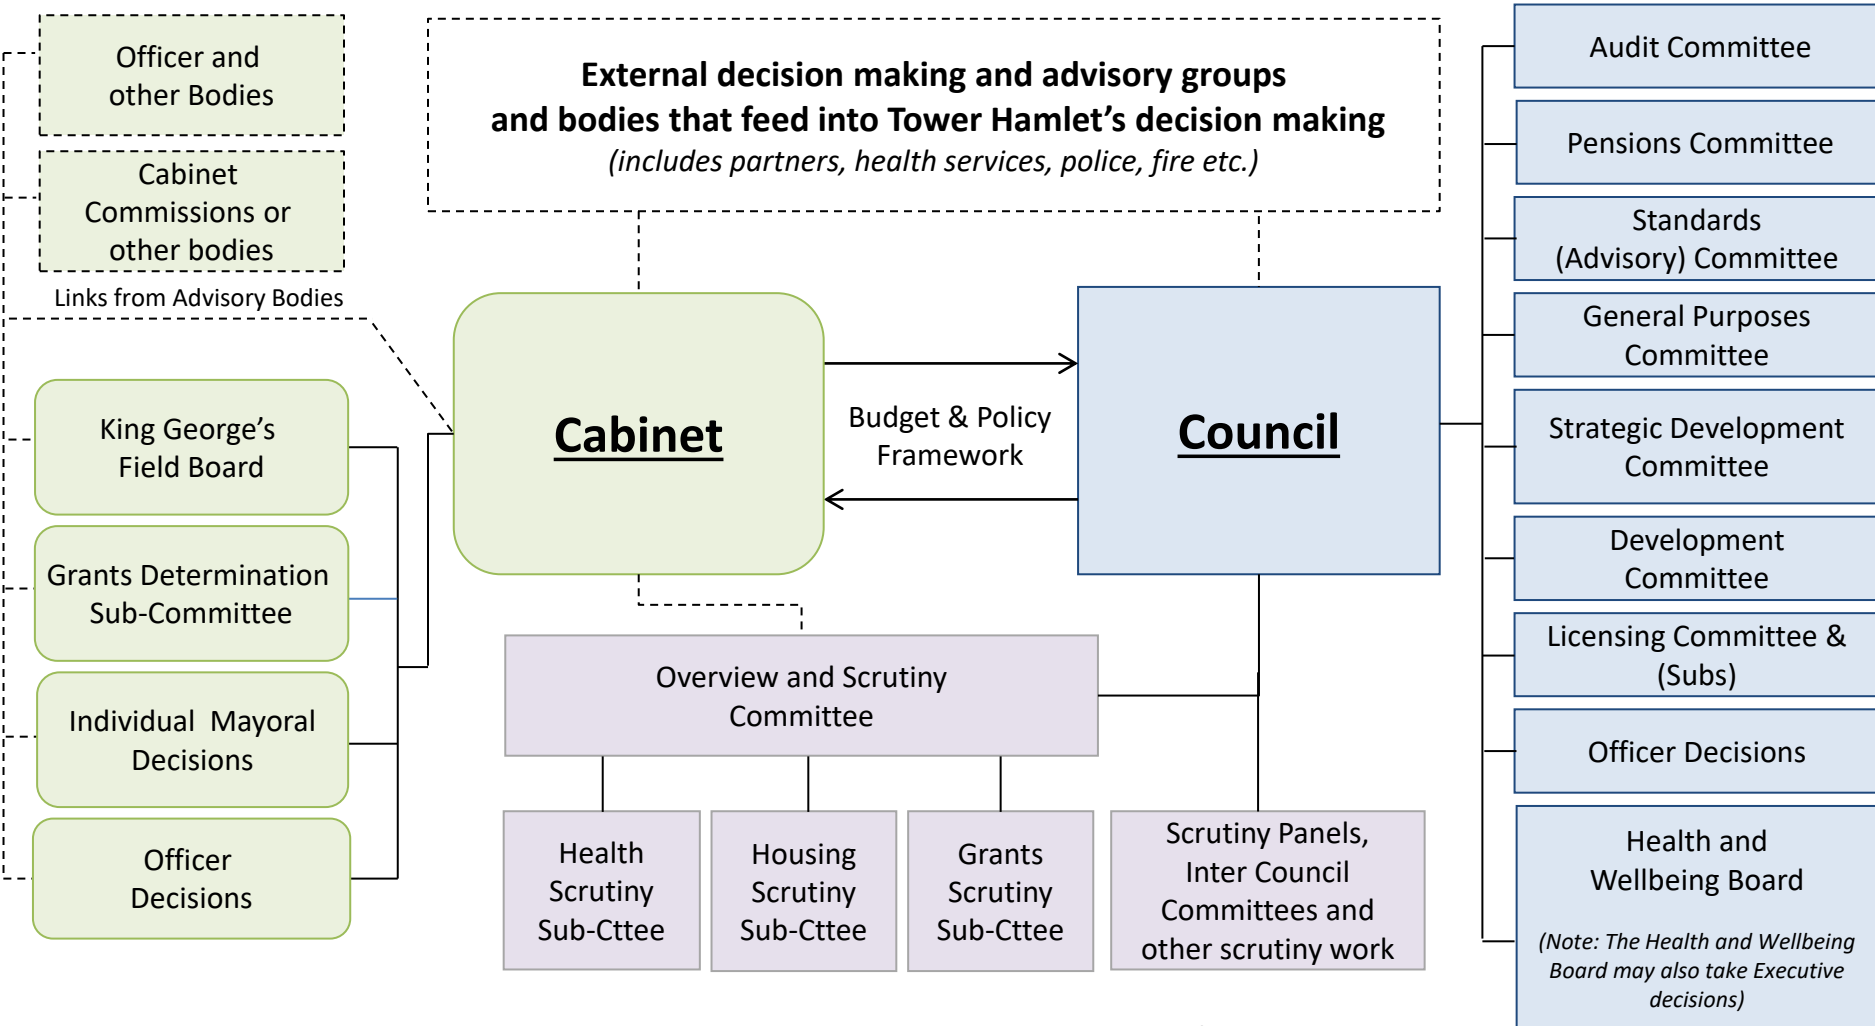 Officer and
other Bodies
Cabinet
Commissions or
other bodies
Links from Advisory Bodies
External decision making and advisory groups
and bodies that feed into Tower Hamlet's decision making
(includes partners, health services, police, fire etc.)
King George's
Field Board
Grants Determination
Sub-Committee
Individual  Mayoral
Decisions
Officer
Decisions
Cabinet
Budget & Policy
Framework
Council
Overview and Scrutiny
Committee
Health
Scrutiny
Sub-Cttee
Housing
Scrutiny
Sub-Cttee
Grants
Scrutiny
Sub-Cttee
Scrutiny Panels,
Inter Council
Committees and
other scrutiny work
Audit Committee
Pensions Committee
Standards
(Advisory) Committee
General Purposes
Committee
Strategic Development
Committee
Development
Committee
Licensing Committee &
(Subs)
Officer Decisions
Health and
Wellbeing Board
(Note: The Health and Wellbeing
Board may also take Executive
decisions)